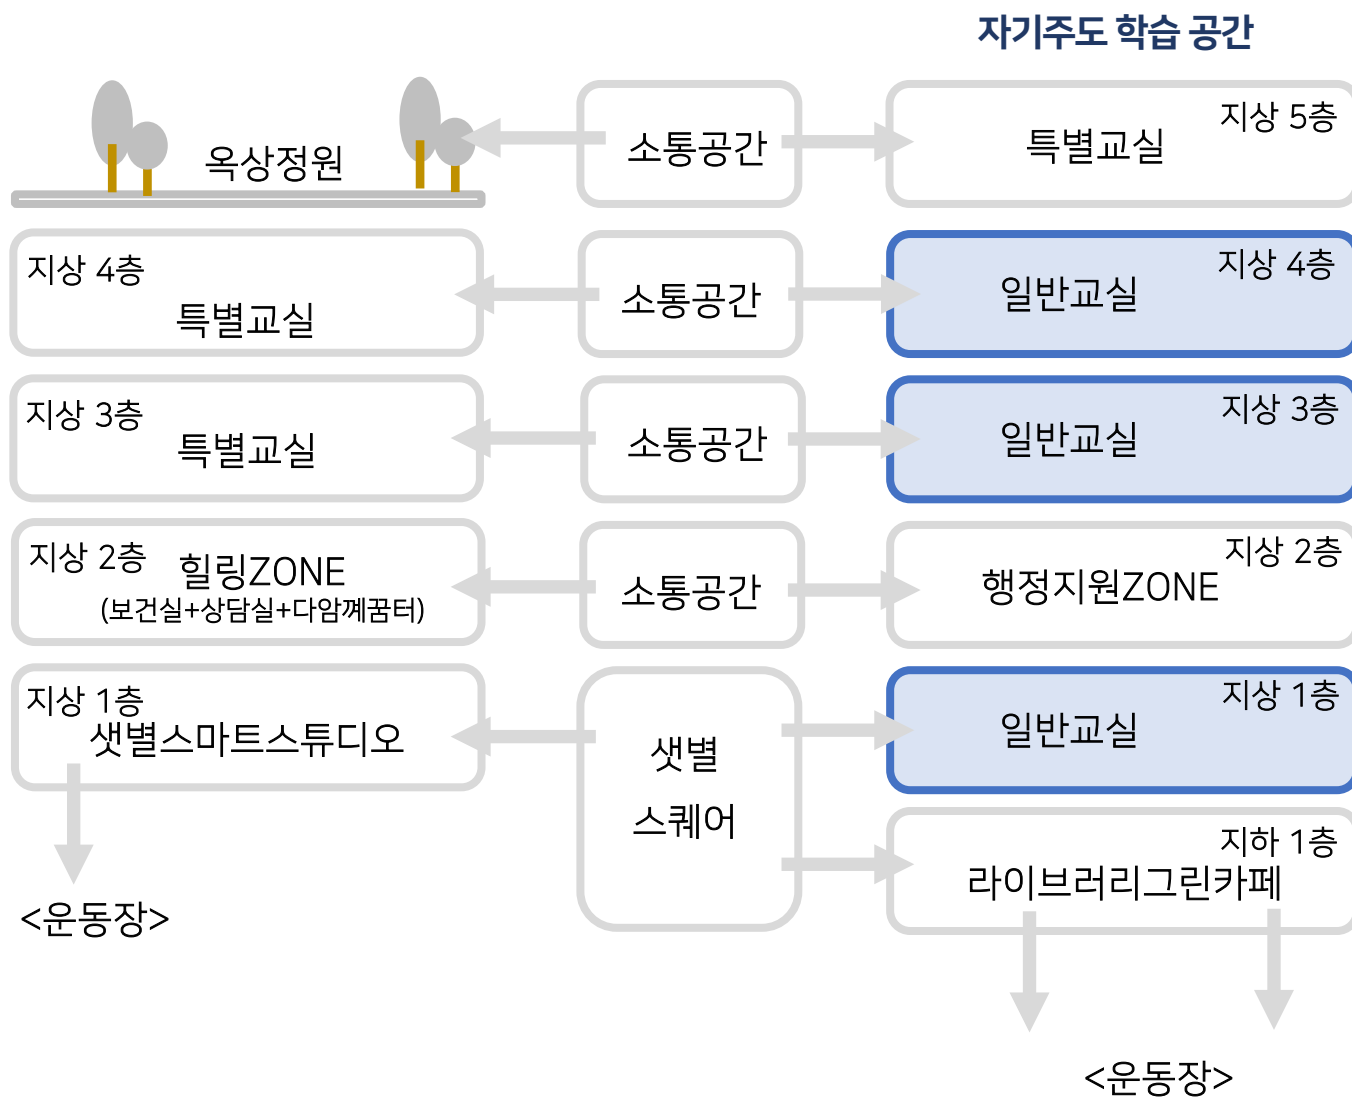 자기주도 학습 공간
옥상정원
소통공간
지상 5층
특별교실
지상 4층
특별교실
소통공간
지상 4층
일반교실
지상 3층
특별교실
소통공간
지상 3층
일반교실
지상 2층
힐링ZONE
(보건실+상담실+다암꼐꿈터)
소통공간
지상 2층
행정지원ZONE
지상 1층
샛별스마트스튜디오
샛별
스퀘어
지상 1층
일반교실
지하 1층
라이브러리그린카페
<운동장>
<운동장>